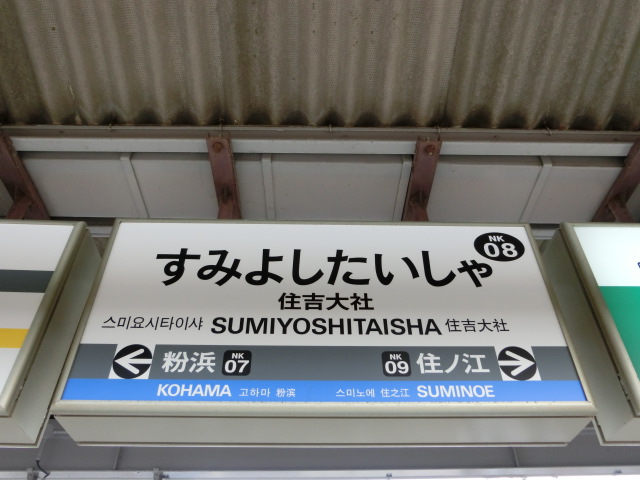 NK 08
すみよしたいしゃ
住吉大社
스미요시타이샤 SUMIYOSHITAISHA 住吉大社
粉浜 NK 07 NK 09 住ノ江
KOHAMA 고하마 粉滨 스미노에 住之江 SUMINOE